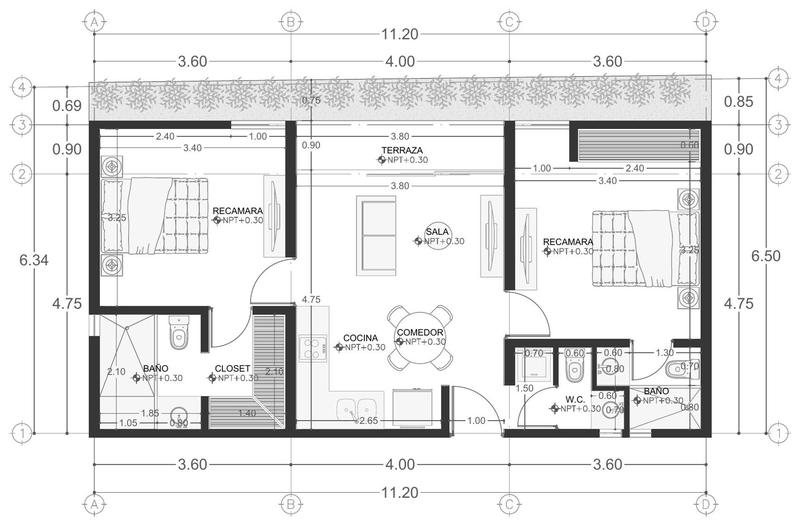 A
B
C
D
11.20
3.60
4.00
3.60
4
4
0.69
0.75
0.85
3
3
2.40
1.00
3.80
0.60
0.90
3.40
0.90
TERRAZA
NPT+0.30
1.00
2.40
0.90
2
2
3.80
3.40
3.25
RECAMARA
NPT+0.30
SALA
NPT+0.30
RECAMARA
NPT+0.30
3.25
6.34
6.50
4.75
4.75
4.75
COCINA
NPT+0.30
COMEDOR
NPT+0.30
0.70
0.60
0.60
1.30
2.10
BAÑO
NPT+0.30
CLOSET
NPT+0.30
2.10
0.80
0.70
1.50
W.C.
NPT+0.30
0.60
0.70
BAÑO
NPT+0.30
0.80
1.85
1.40
1.05
0.80
2.65
1.00
1
1
3.60
4.00
3.60
11.20
A
B
C
D